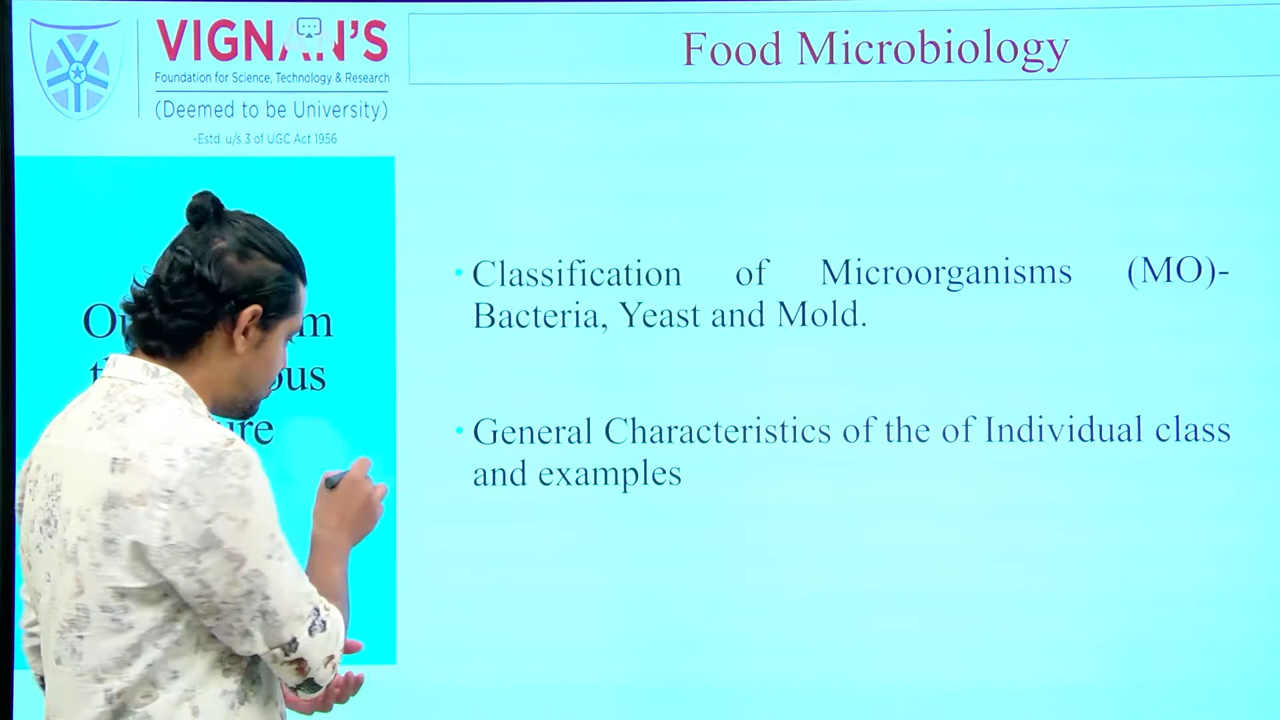 VIGNAN'S
Foundation for Science, Technology & Research
(Deemed to be University)
-Estd. u/s 3 of UGC Act 1956
Food Microbiology
• Classification of Microorganisms (MO)-
Bacteria, Yeast and Mold.
• General Characteristics of the of Individual class
and examples